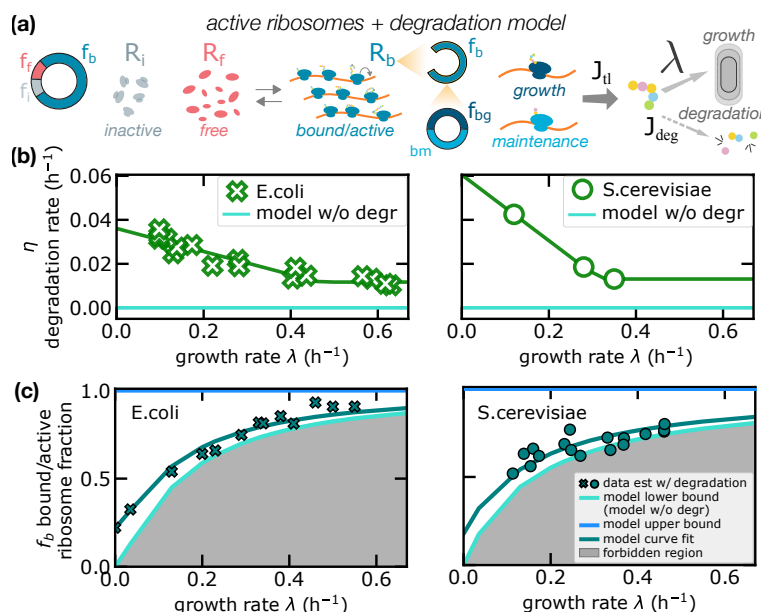 (a) active ribosomes + degradation model
f_f f_b f_i
R_i inactive
R_f free
R_b bound/active
f_b
f_bg
bm
growth
maintenance
J_tl
λ
J_deg
growth
degradation
(b)
η
degradation rate (h⁻¹)
0.06
0.04
0.02
0.00
E.coli
model w/o degr
0.0 0.2 0.4 0.6
growth rate λ (h⁻¹)
S.cerevisiae
model w/o degr
0.0 0.2 0.4 0.6
growth rate λ (h⁻¹)
(c)
f_b bound/active
ribosome fraction
1.0
0.5
0.0
E.coli
0.0 0.2 0.4 0.6
growth rate λ (h⁻¹)
S.cerevisiae
data est w/ degradation
model lower bound
(model w/o degr)
model upper bound
model curve fit
forbidden region
0.0 0.2 0.4 0.6
growth rate λ (h⁻¹)